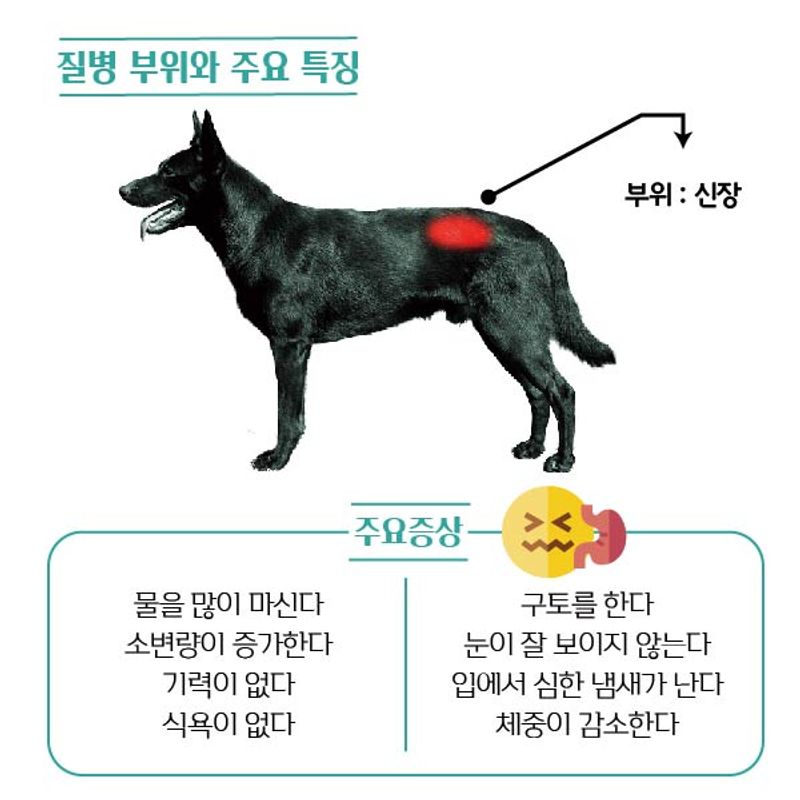 질병 부위와 주요 특징
부위 : 신장
주요증상
물을 많이 마신다
소변량이 증가한다
기력이 없다
식욕이 없다
구토를 한다
눈이 잘 보이지 않는다
입에서 심한 냄새가 난다
체중이 감소한다